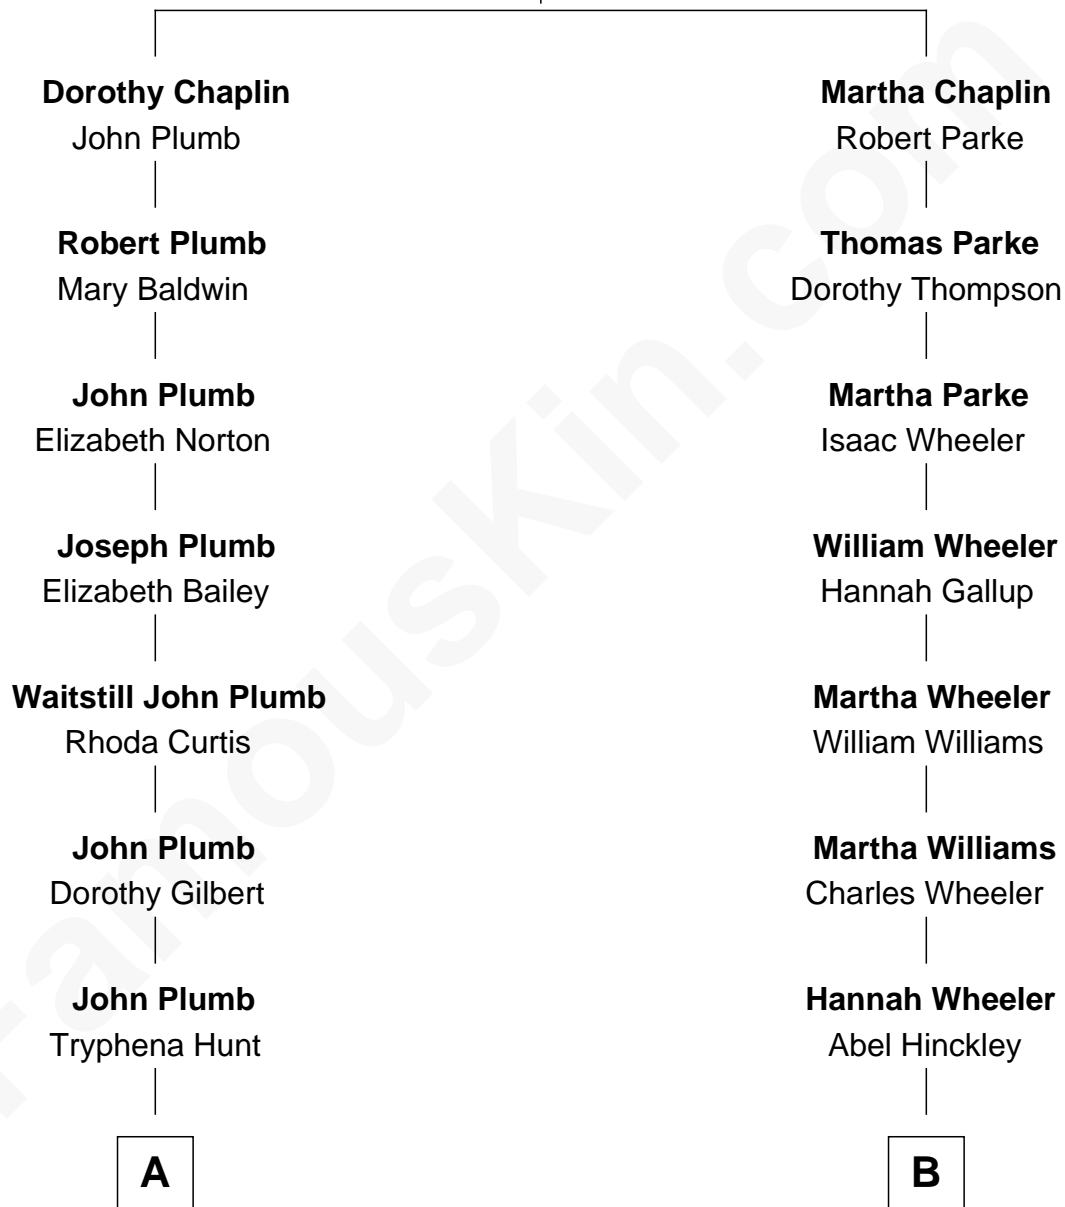 Dorothy Chaplin
John Plumb
Robert Plumb
Mary Baldwin
John Plumb
Elizabeth Norton
Joseph Plumb
Elizabeth Bailey
Waitstill John Plumb
Rhoda Curtis
John Plumb
Dorothy Gilbert
John Plumb
Tryphena Hunt
A
Martha Chaplin
Robert Parke
Thomas Parke
Dorothy Thompson
Martha Parke
Isaac Wheeler
William Wheeler
Hannah Gallup
Martha Wheeler
William Williams
Martha Williams
Charles Wheeler
Hannah Wheeler
Abel Hinckley
B
FamousKin.com